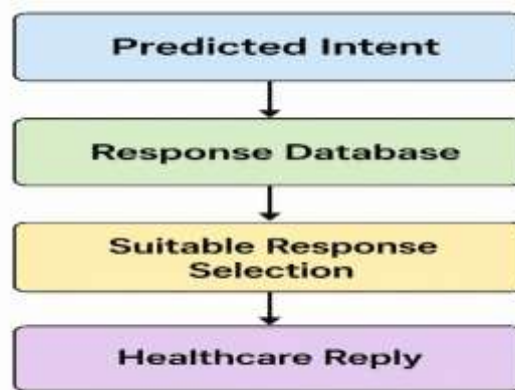 Predicted Intent
Response Database
Suitable Response
Selection
Healthcare Reply